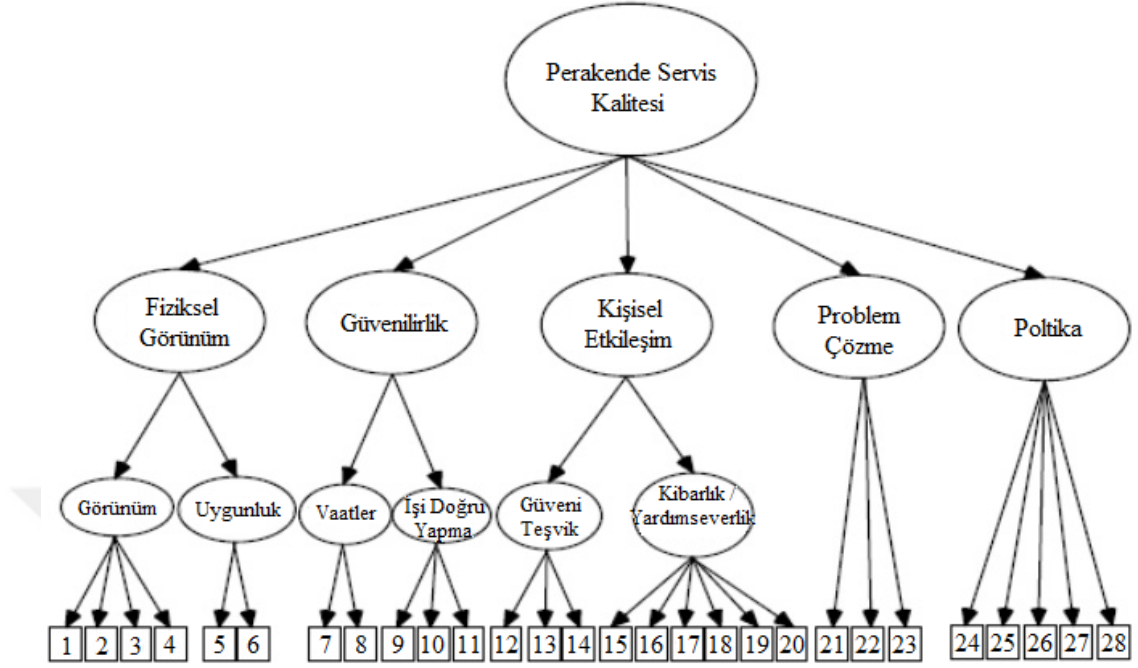 Perakende Servis
Kalitesi
Fiziksel
Görünüm
Güvenilirlik
Kişisel
Etkileşim
Problem
Çözme
Poltika
Görünüm
Uygunluk
Vaatler
İşi Doğru
Yapma
Güveni
Teşvik
Kibarlık /
Yardımseverlik
1 2 3 4 5 6 7 8 9 10 11 12 13 14 15 16 17 18 19 20 21 22 23 24 25 26 27 28